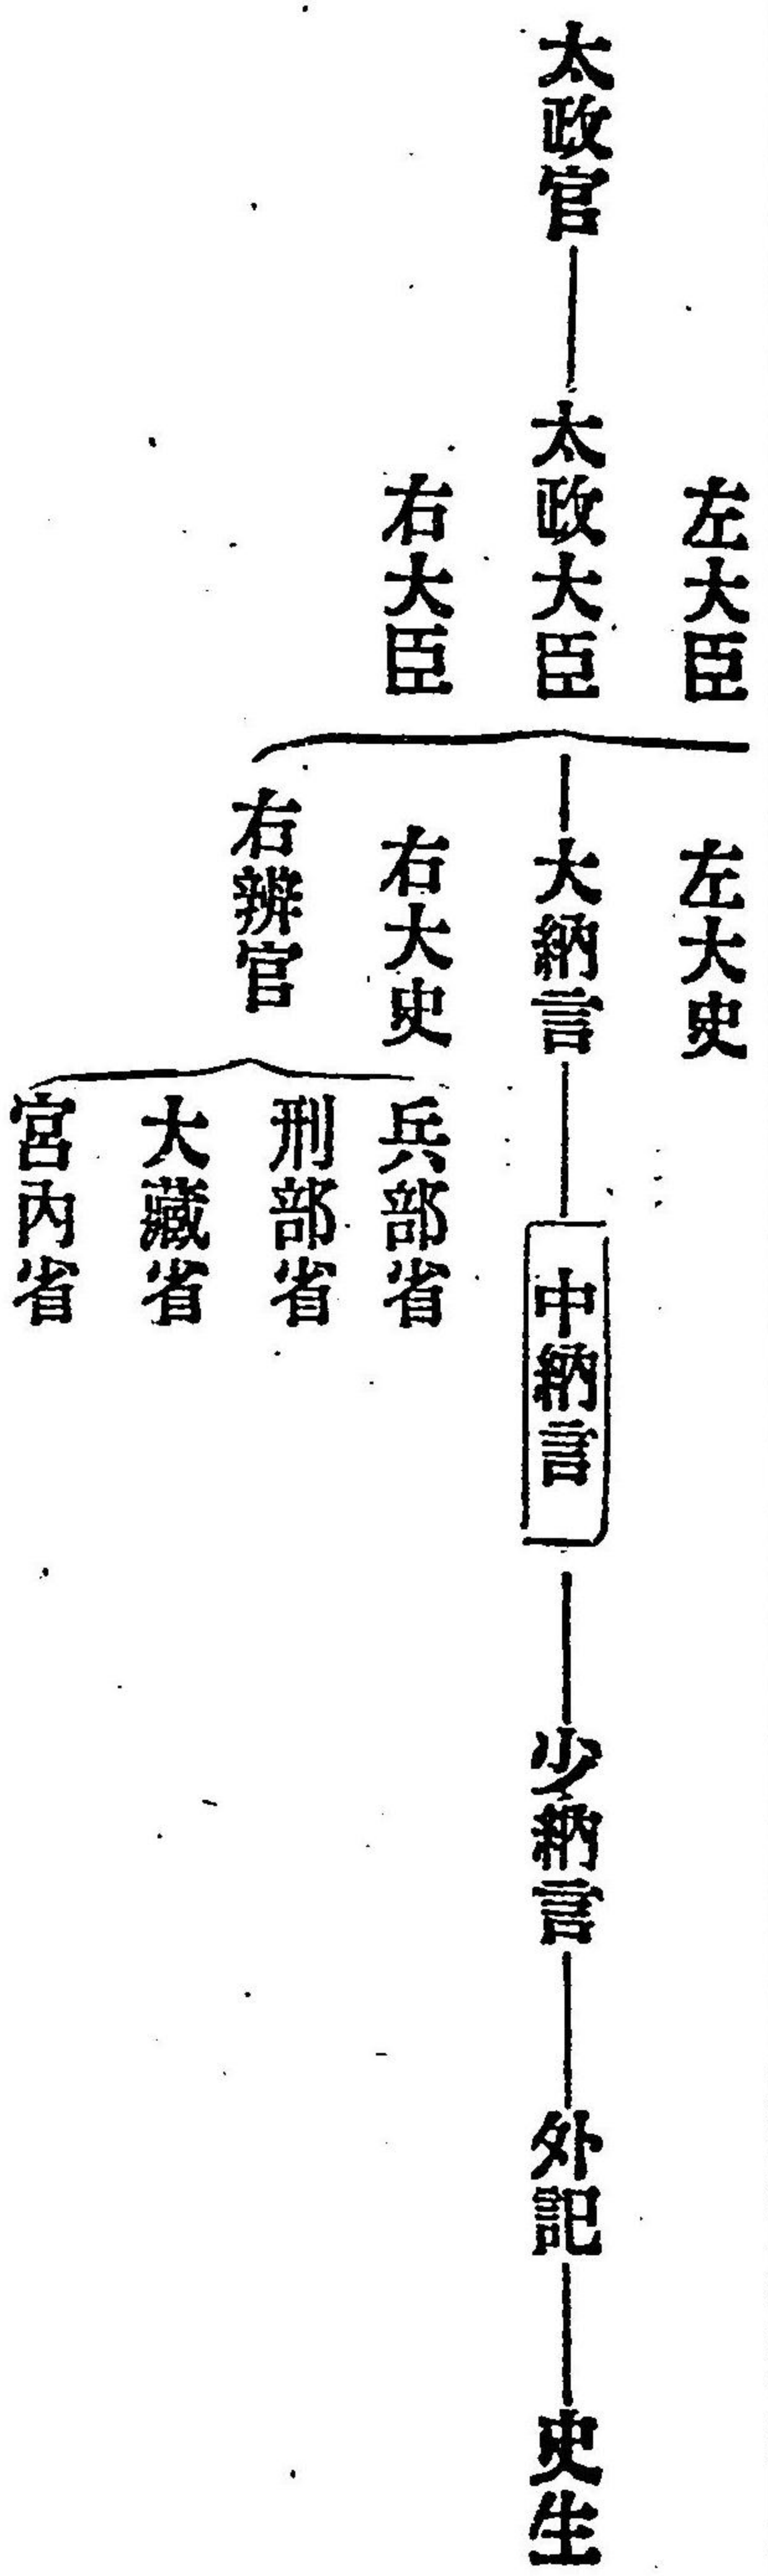 左大臣
左大史
太政官
太政大臣
大納言
中納言
少納言
外記
史生
右大臣
右大史
右辨官
兵部省
刑部省
大藏省
宮內省